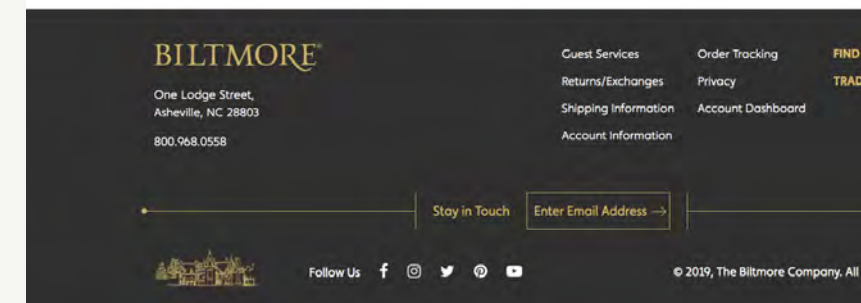 BILTMORE®
One Lodge Street,
Asheville, NC 28803
800.968.0558
Guest Services
Returns/Exchanges
Shipping Information
Account Information
Order Tracking
Privacy
Account Dashboard
FIND
TRAD
Stay in Touch
Enter Email Address →
Follow Us
© 2019, The Biltmore Company. All